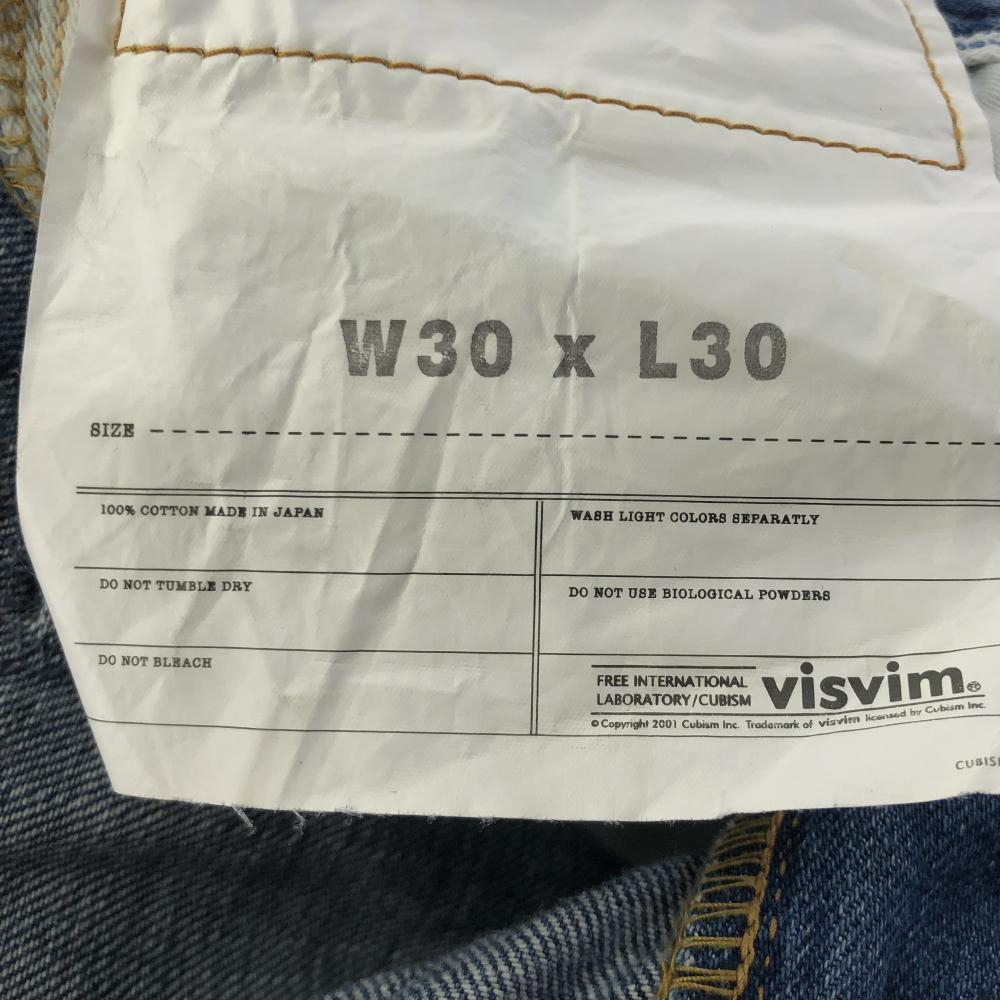 W30 x L30
SIZE
100% COTTON MADE IN JAPAN
WASH LIGHT COLORS SEPARATLY
DO NOT TUMBLE DRY
DO NOT USE BIOLOGICAL POWDERS
DO NOT BLEACH
FREE INTERNATIONAL
LABORATORY/CUBISM
visvim®
©Copyright 2001 Cubism Inc. Trademark of visvim licensed by Cubism Inc.